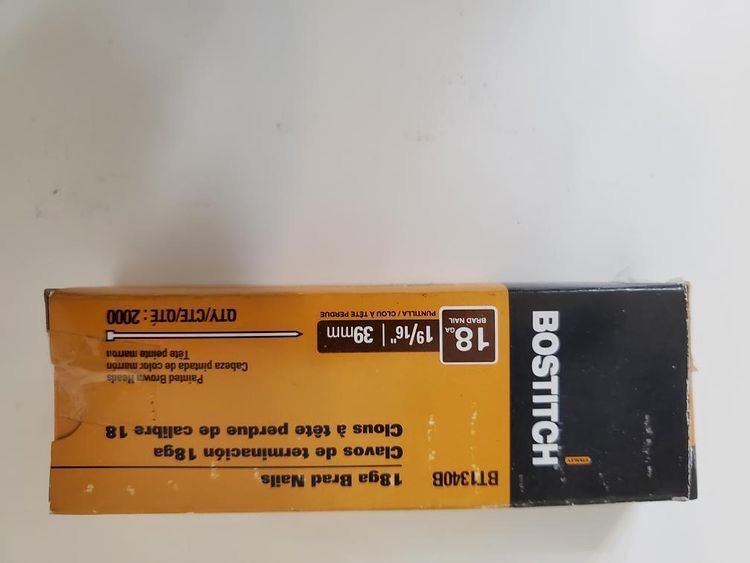 STANLEY
BOSTITCH
BT1340B
18ga Brad Nails
Clavos de terminación 18ga
Clous à tête perdue de calibre 18
Painted Brown Heads
Cabeza pintada de color marrón
Tête peinte marron
18 GA
BRAD NAIL
1 9/16" | 39mm
PUNTILLA / CLOU À TÊTE PERDUE
QTY/CTE/QTÉ : 2000